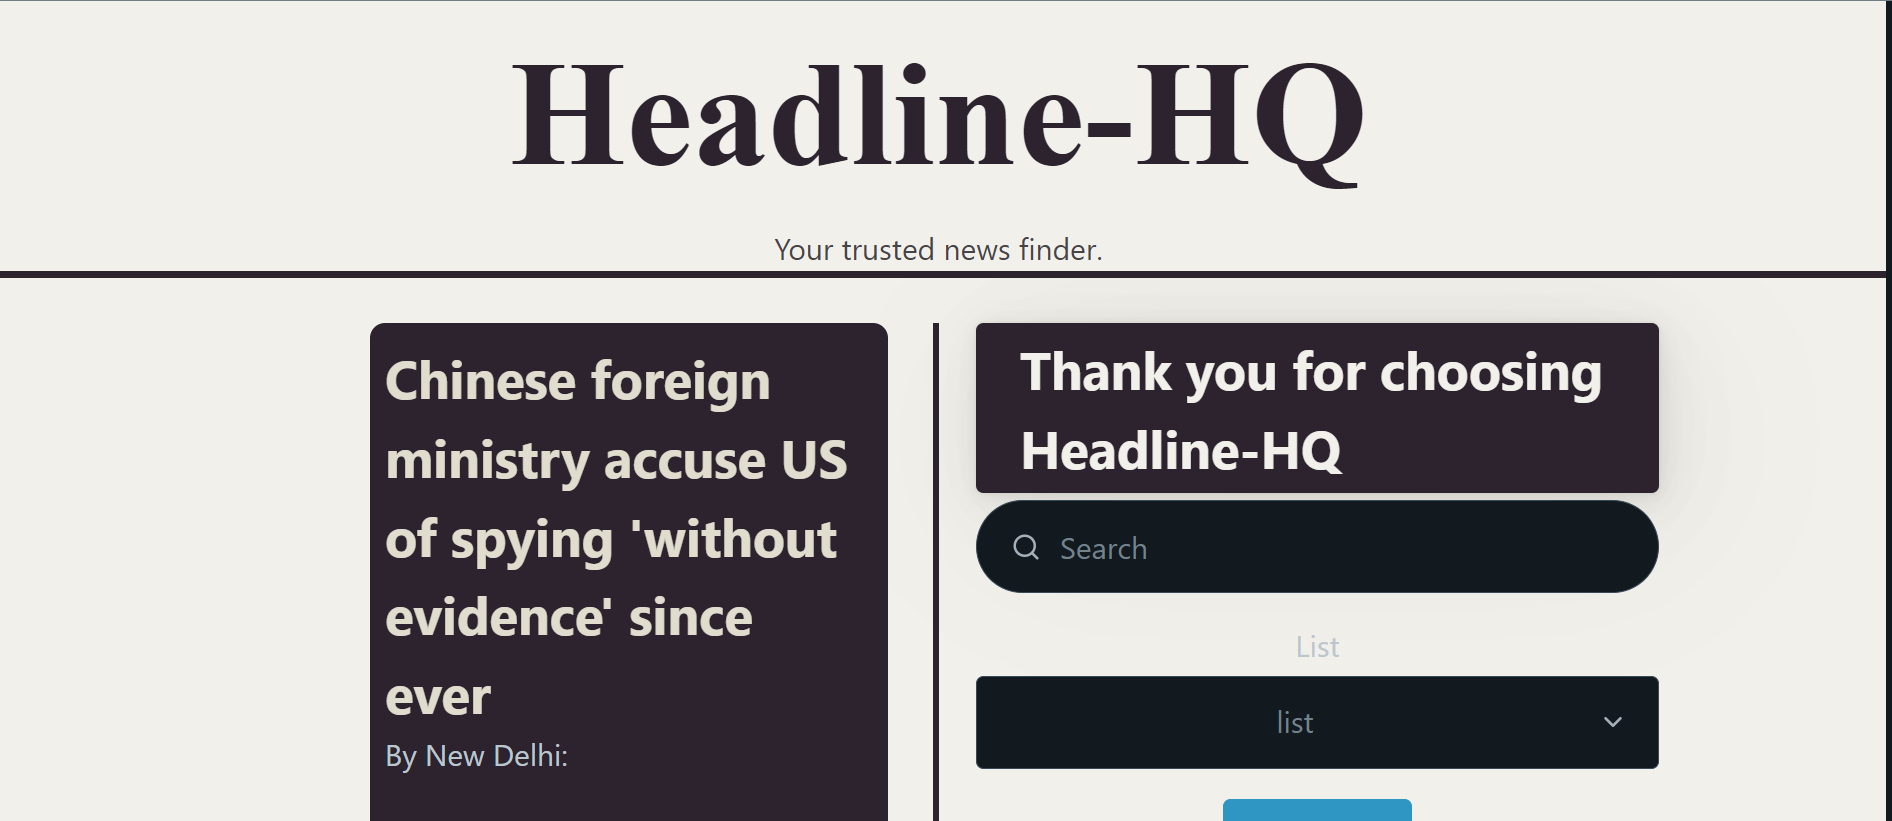 Headline-HQ
Your trusted news finder.
Chinese foreign
ministry accuse US
of spying 'without
evidence' since
ever
By New Delhi:
Thank you for choosing
Headline-HQ
Search
List
list